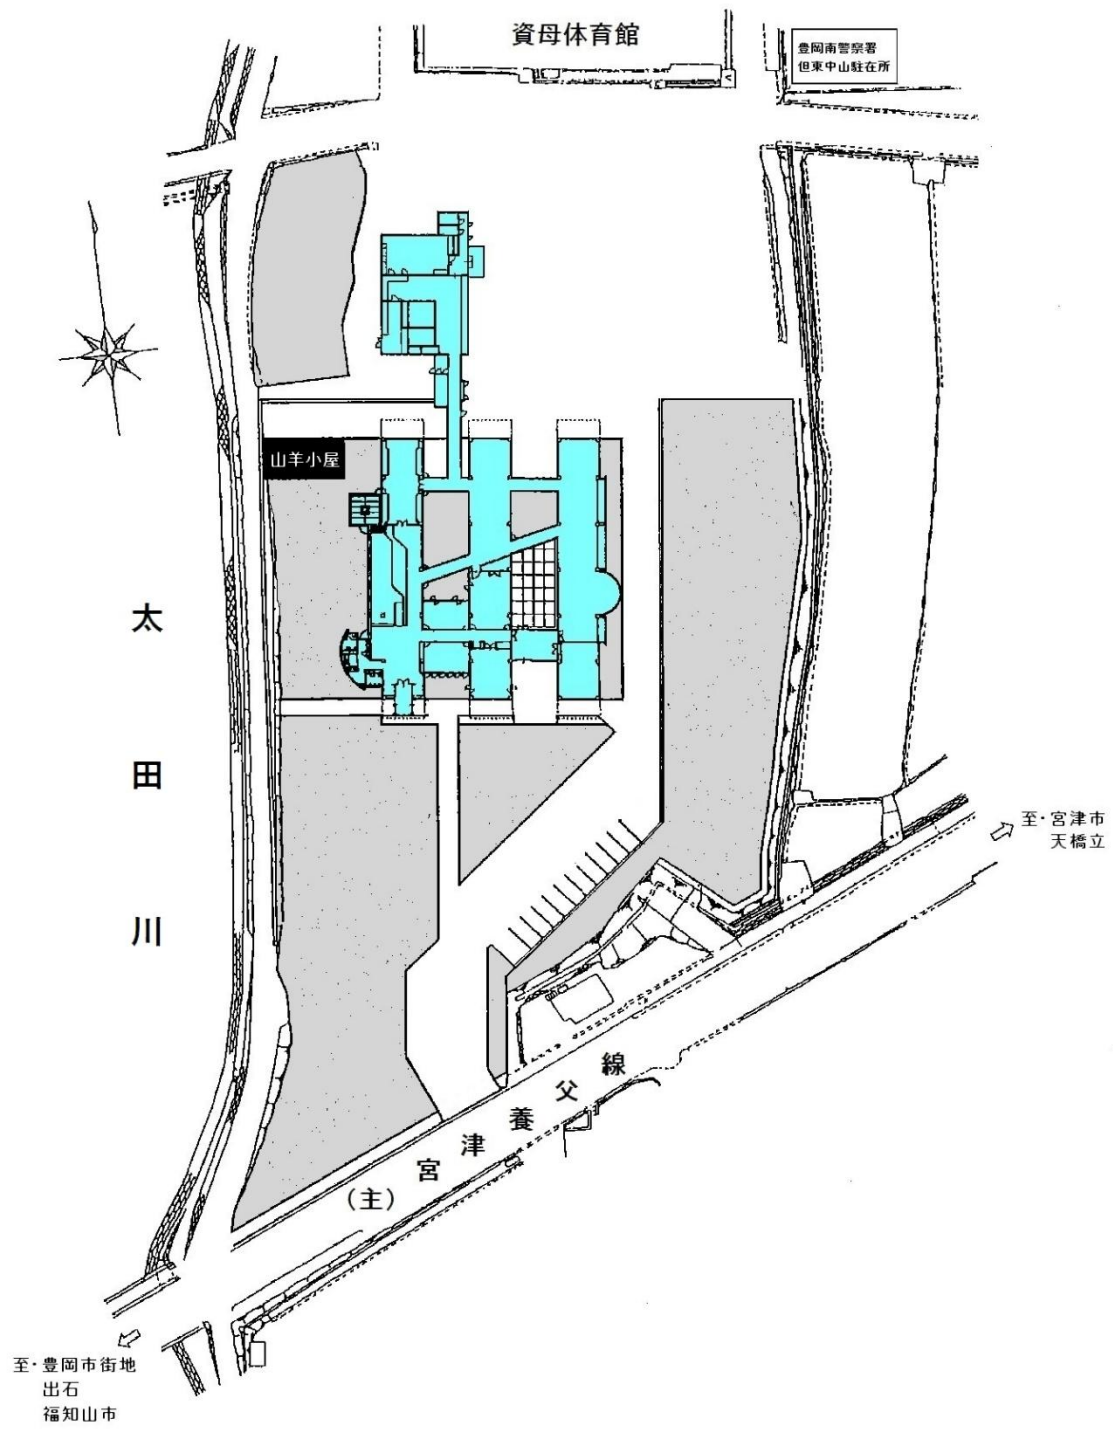 資母体育館
豊岡南警察署
但東中山駐在所
山羊小屋
太田川
至・宮津市
天橋立
(主)宮津養父線
至・豊岡市街地
出石
福知山市